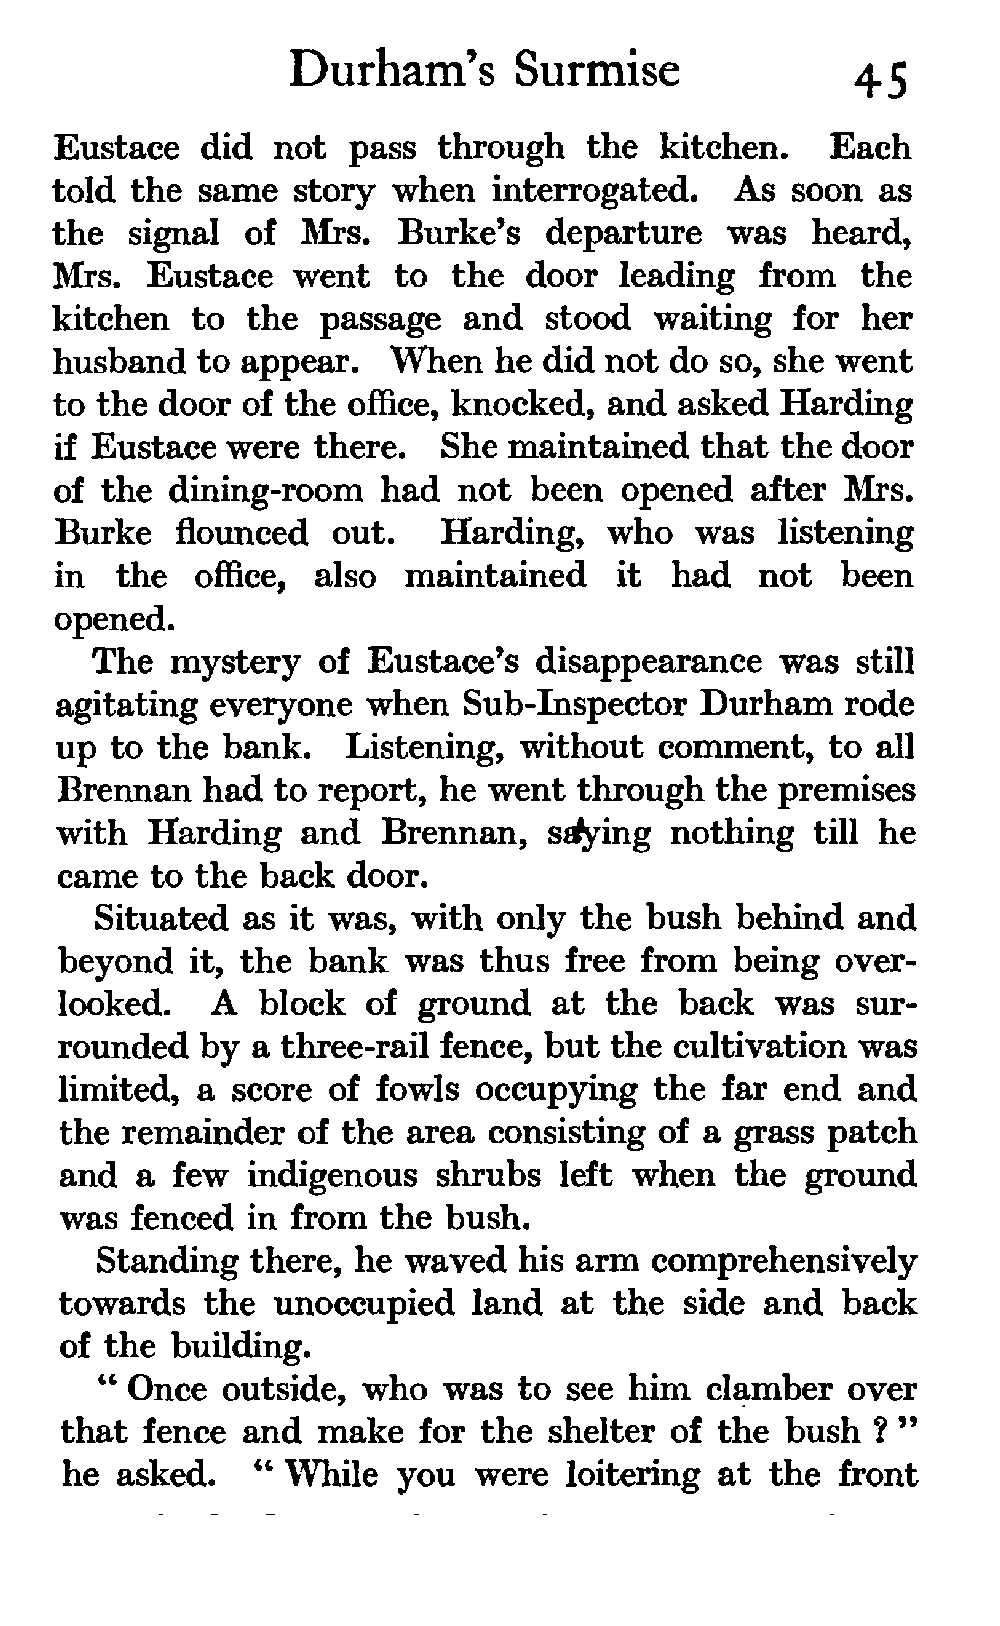 Durham's Surmise 45
Eustace did not pass through the kitchen. Each
told the same story when interrogated. As soon as
the signal of Mrs. Burke's departure was heard,
Mrs. Eustace went to the door leading from the
kitchen to the passage and stood waiting for her
husband to appear. When he did not do so, she went
to the door of the office, knocked, and asked Harding
if Eustace were there. She maintained that the door
of the dining-room had not been opened after Mrs.
Burke flounced out. Harding, who was listening
in the office, also maintained it had not been
opened.
The mystery of Eustace's disappearance was still
agitating everyone when Sub-Inspector Durham rode
up to the bank. Listening, without comment, to all
Brennan had to report, he went through the premises
with Harding and Brennan, saying nothing till he
came to the back door.
Situated as it was, with only the bush behind and
beyond it, the bank was thus free from being over-
looked. A block of ground at the back was sur-
rounded by a three-rail fence, but the cultivation was
limited, a score of fowls occupying the far end and
the remainder of the area consisting of a grass patch
and a few indigenous shrubs left when the ground
was fenced in from the bush.
Standing there, he waved his arm comprehensively
towards the unoccupied land at the side and back
of the building.
" Once outside, who was to see him clamber over
that fence and make for the shelter of the bush ? "
he asked. " While you were loitering at the front